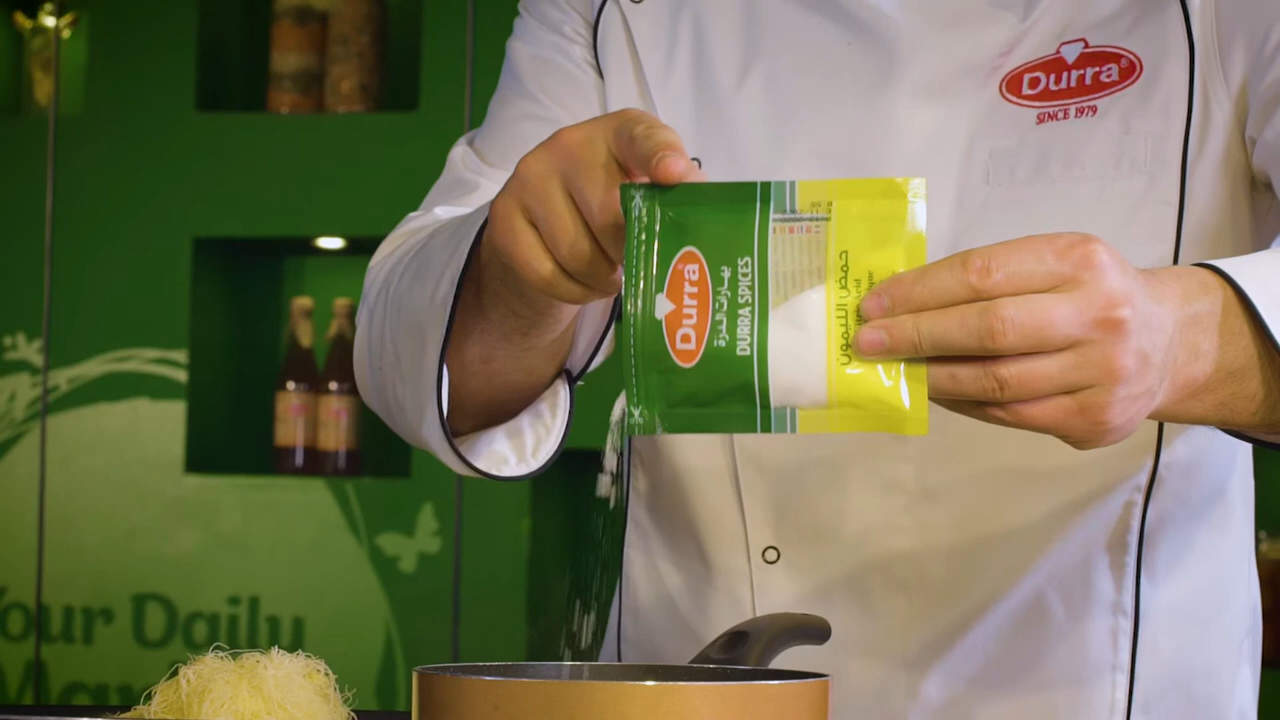 Durra®
SINCE 1979
Durra
بهارات الدرة
DURRA SPICES
حمض الليمون
Your Daily